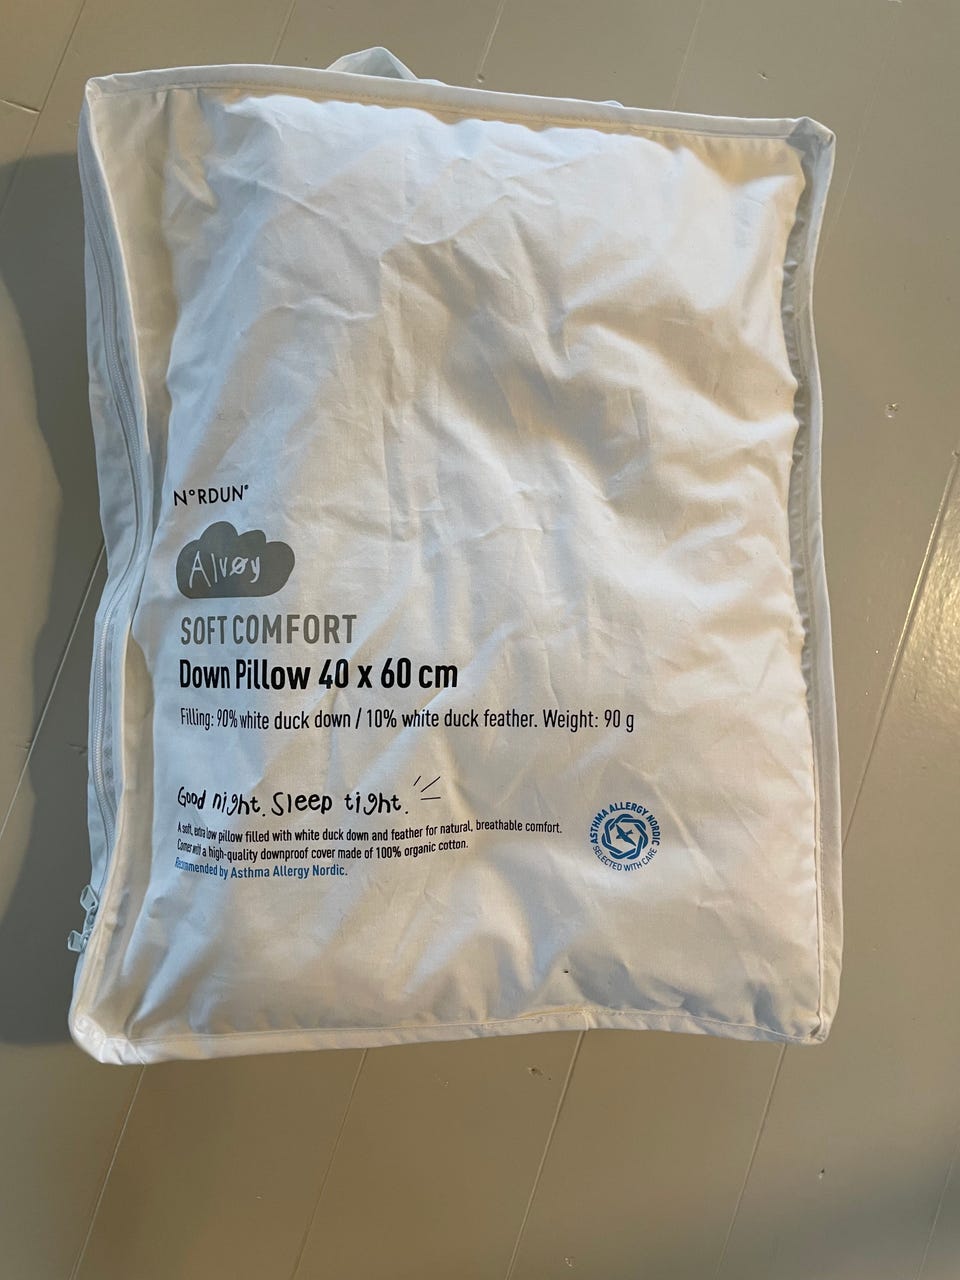 N°RDUN®
Alvøy
SOFT COMFORT
Down Pillow 40 x 60 cm
Filling: 90% white duck down / 10% white duck feather. Weight: 90 g
Good night. Sleep tight.
A soft, extra low pillow filled with white duck down and feather for natural, breathable comfort.
Comes with a high-quality downproof cover made of 100% organic cotton.
Recommended by Asthma Allergy Nordic.
ASTHMA ALLERGY NORDIC
SELECTED WITH CARE